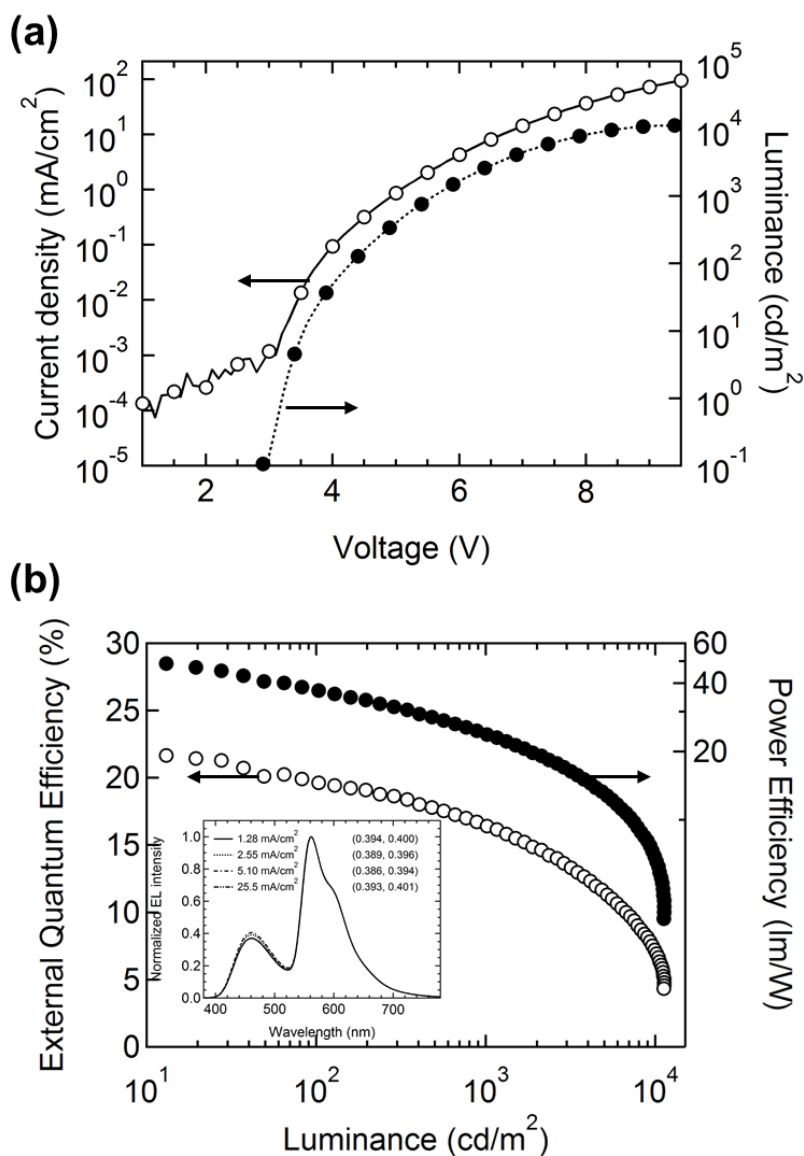 (a)
10^2
10^1
10^0
10^-1
10^-2
10^-3
10^-4
10^-5
Current density (mA/cm^2)
10^5
10^4
10^3
10^2
10^1
10^0
10^-1
Luminance (cd/m^2)
2 4 6 8
Voltage (V)
(b)
30
25
20
15
10
5
0
External Quantum Efficiency (%)
60
40
20
Power Efficiency (lm/W)
1.28 mA/cm^2 (0.394, 0.400)
2.55 mA/cm^2 (0.389, 0.396)
5.10 mA/cm^2 (0.386, 0.394)
25.5 mA/cm^2 (0.393, 0.401)
1.0
0.8
0.6
0.4
0.2
0.0
Normalized EL intensity
400 500 600 700
Wavelength (nm)
10^1 10^2 10^3 10^4
Luminance (cd/m^2)